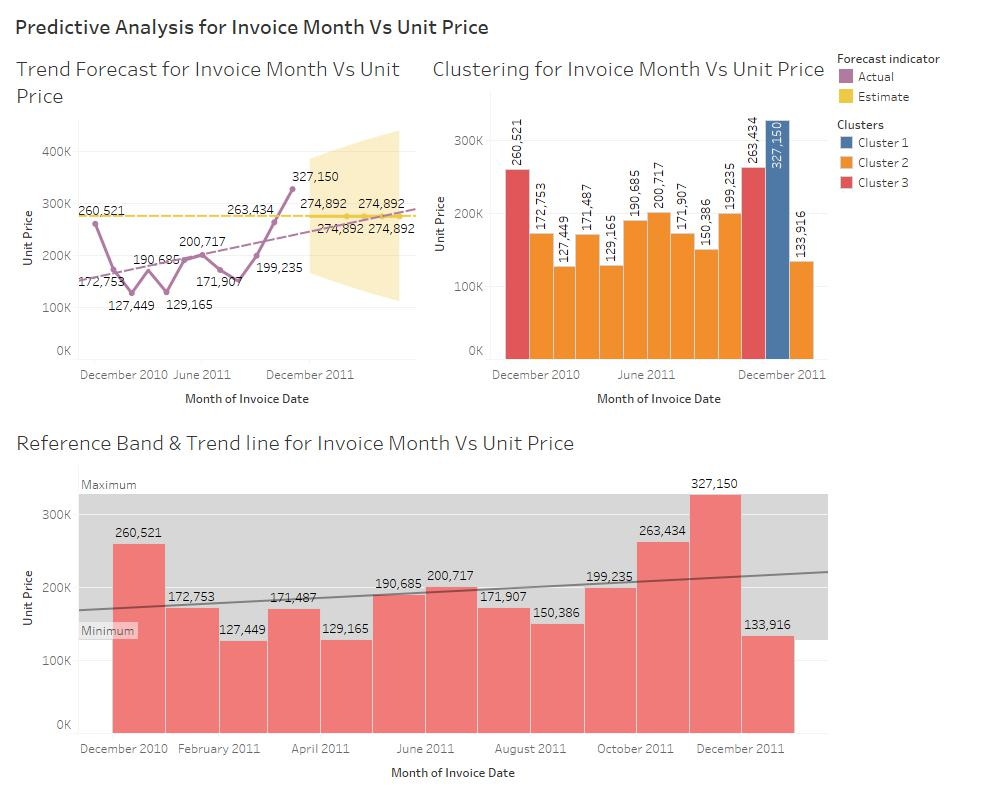 Predictive Analysis for Invoice Month Vs Unit Price
Trend Forecast for Invoice Month Vs Unit
Price
Unit Price
400K
300K
200K
100K
0K
260,521
172,753
127,449
190,685
129,165
200,717
171,907
199,235
263,434
327,150
274,892
274,892
274,892
274,892
December 2010
June 2011
December 2011
Month of Invoice Date
Clustering for Invoice Month Vs Unit Price
Unit Price
300K
200K
100K
0K
260,521
172,753
127,449
171,487
129,165
190,685
200,717
171,907
150,386
199,235
263,434
327,150
133,916
December 2010
June 2011
December 2011
Month of Invoice Date
Forecast indicator
Actual
Estimate
Clusters
Cluster 1
Cluster 2
Cluster 3
Reference Band & Trend line for Invoice Month Vs Unit Price
Unit Price
Maximum
Minimum
300K
200K
100K
0K
260,521
172,753
127,449
171,487
129,165
190,685
200,717
171,907
150,386
199,235
263,434
327,150
133,916
December 2010
February 2011
April 2011
June 2011
August 2011
October 2011
December 2011
Month of Invoice Date